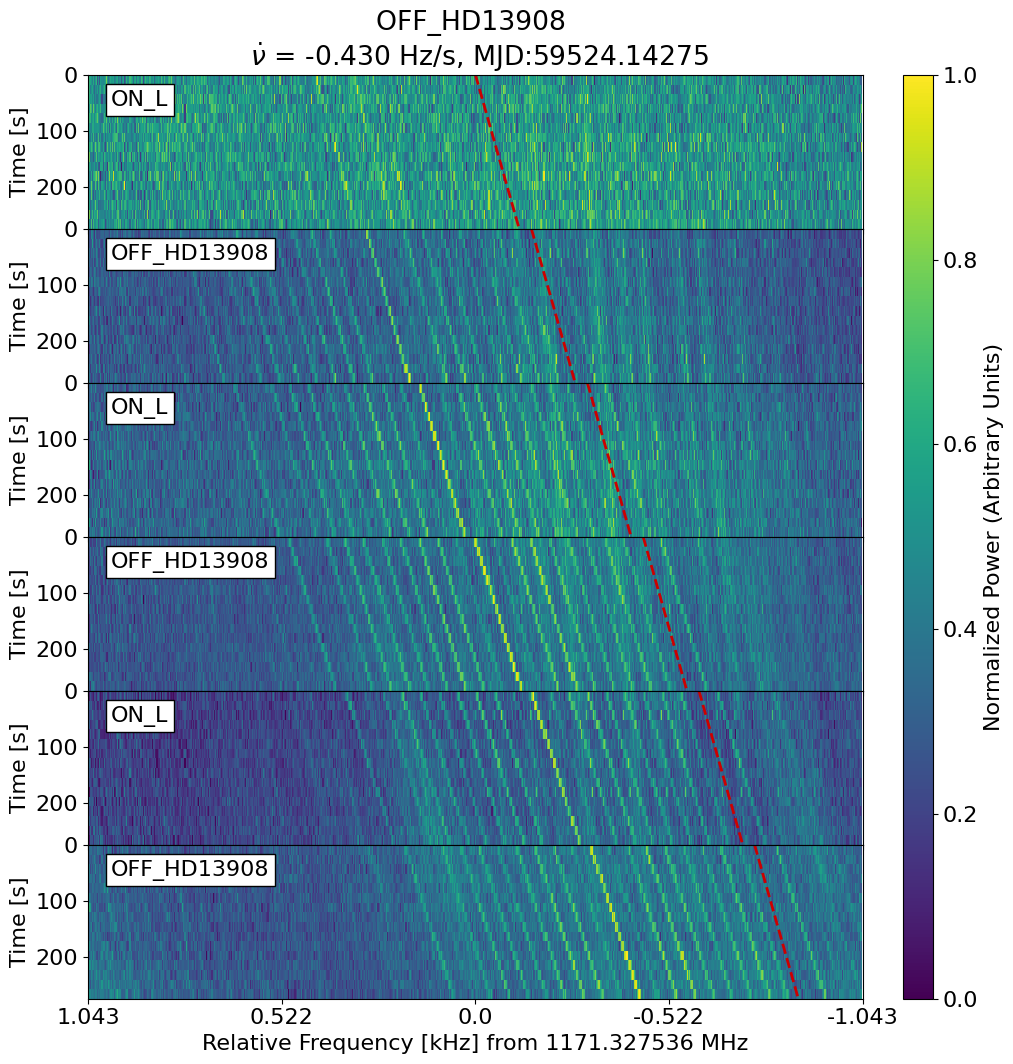 OFF_HD13908
ν̇ = -0.430 Hz/s, MJD:59524.14275
0
100
200
Time [s]
ON_L
0
100
200
Time [s]
OFF_HD13908
0
100
200
Time [s]
ON_L
0
100
200
Time [s]
OFF_HD13908
0
100
200
Time [s]
ON_L
0
100
200
Time [s]
OFF_HD13908
1.043 0.522 0.0 -0.522 -1.043
Relative Frequency [kHz] from 1171.327536 MHz
1.0
0.8
0.6
0.4
0.2
0.0
Normalized Power (Arbitrary Units)